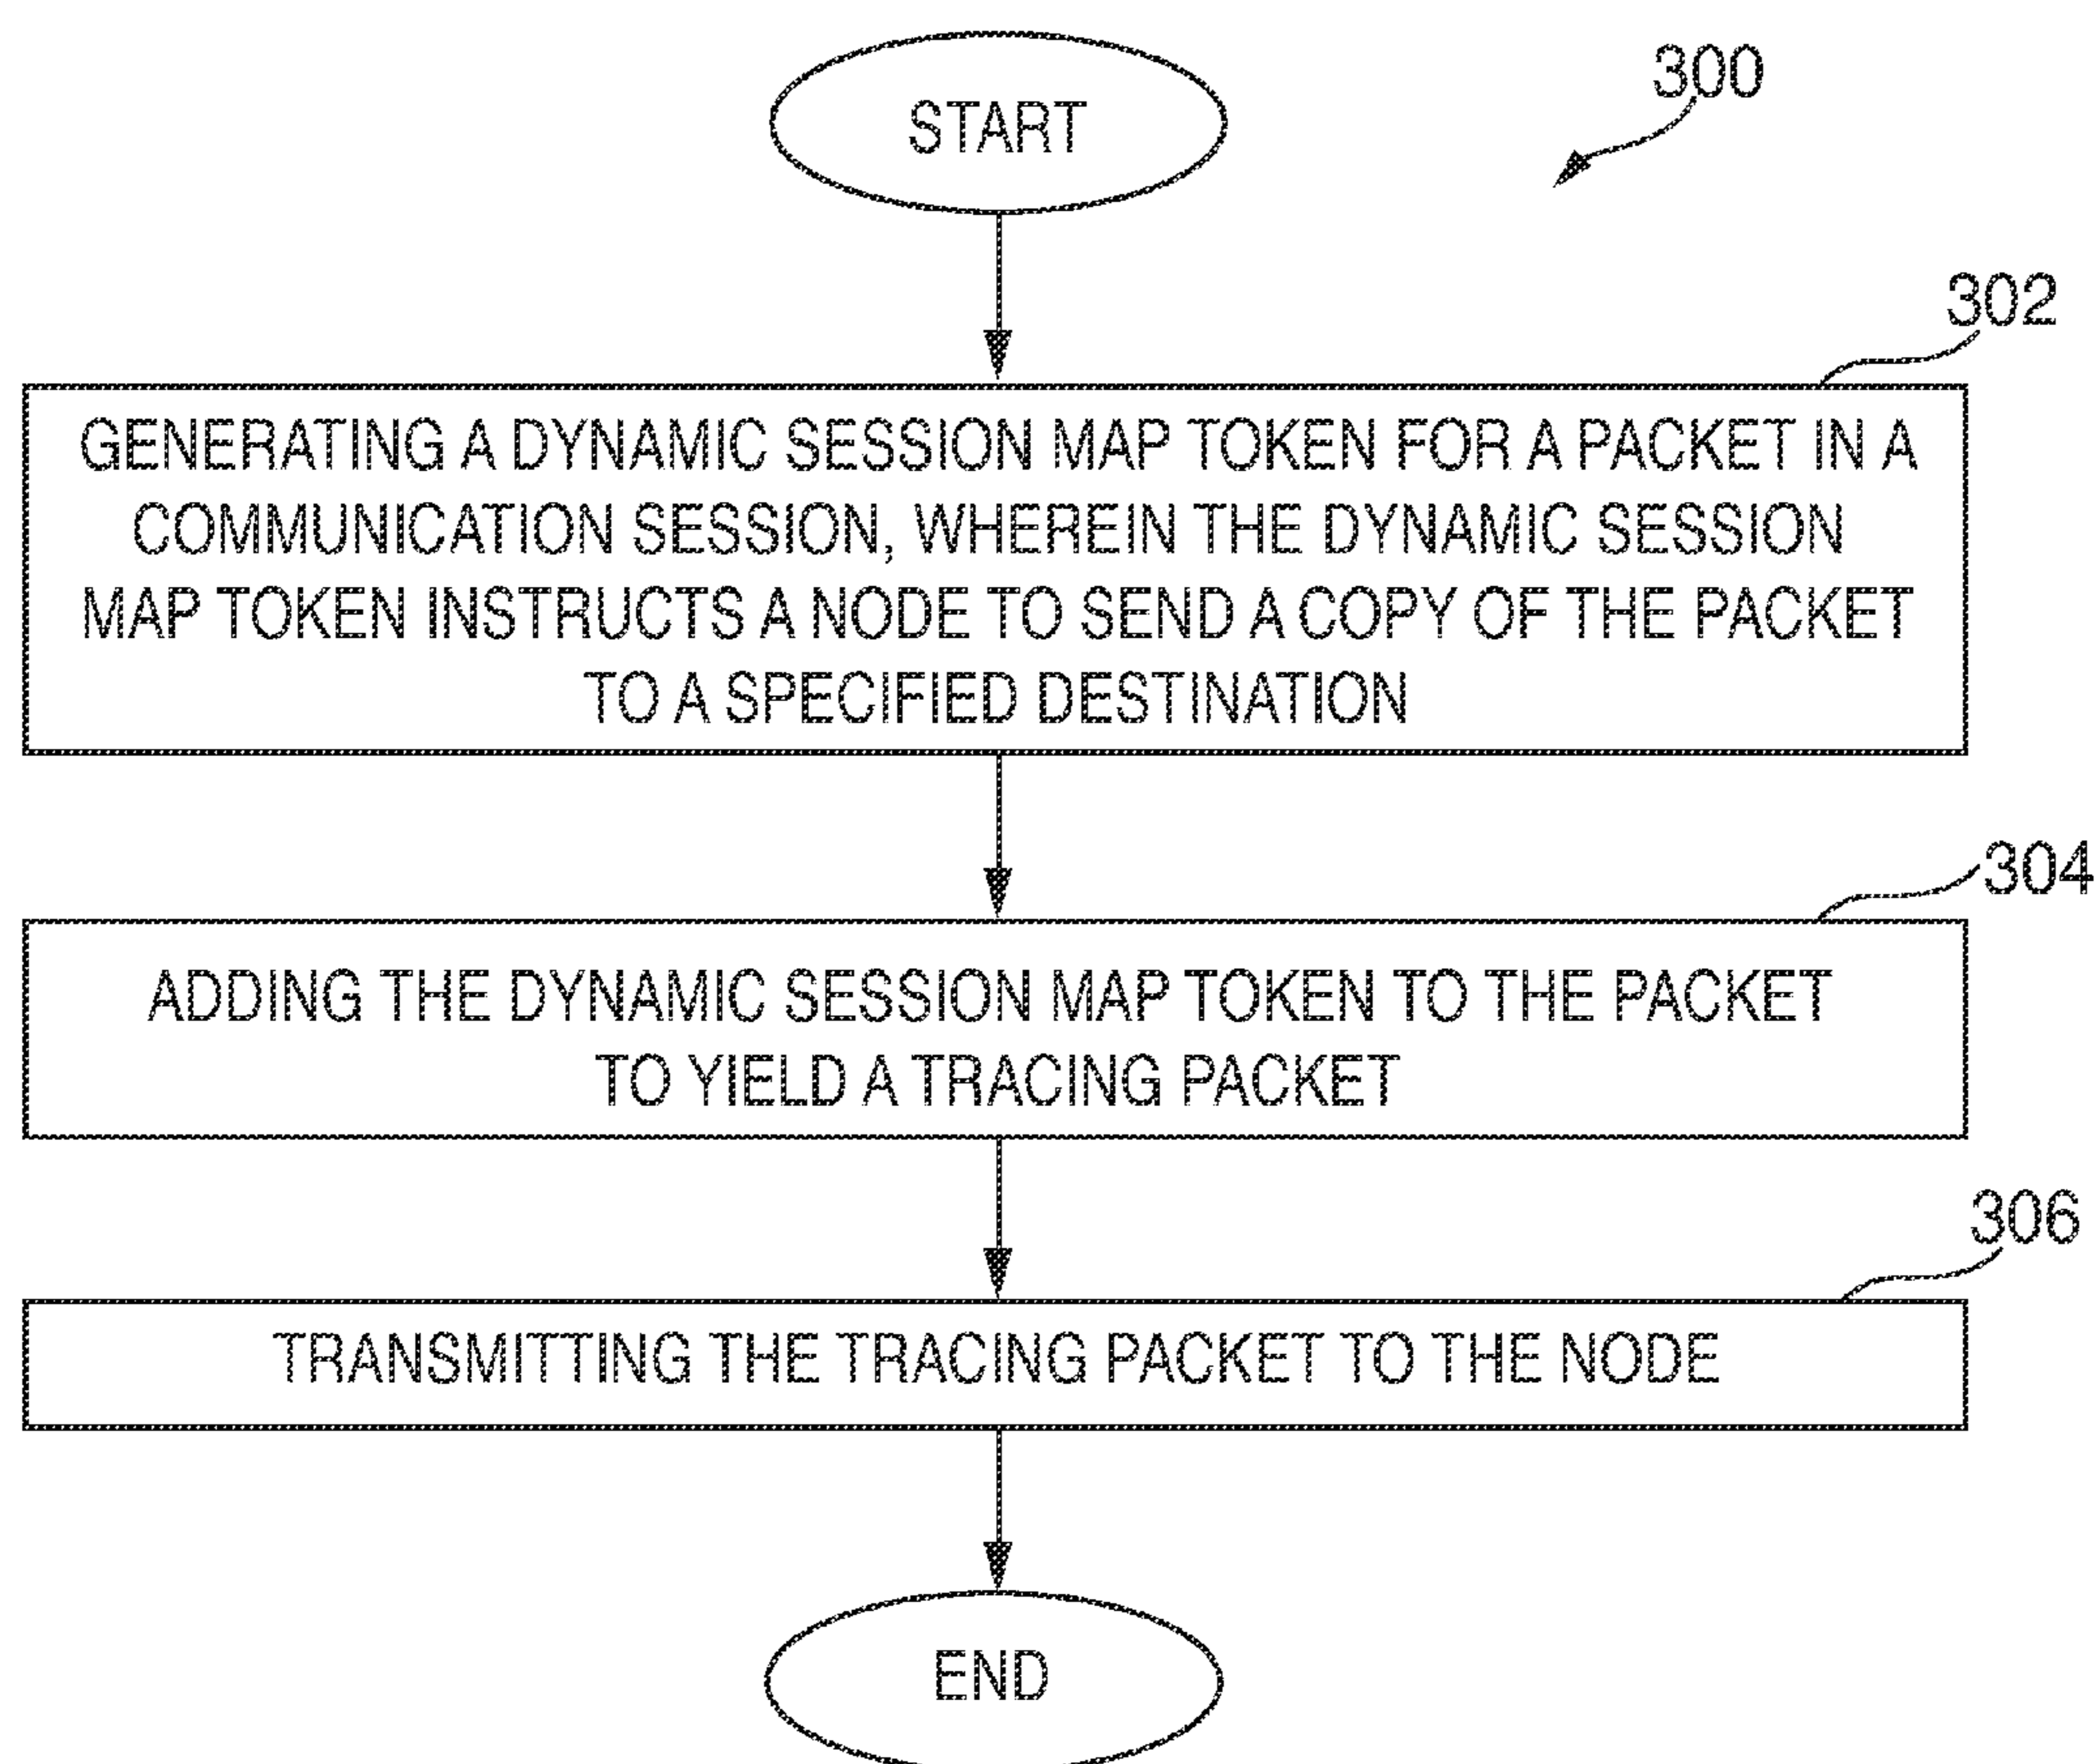 START
300
302
GENERATING A DYNAMIC SESSION MAP TOKEN FOR A PACKET IN A
COMMUNICATION SESSION, WHEREIN THE DYNAMIC SESSION
MAP TOKEN INSTRUCTS A NODE TO SEND A COPY OF THE PACKET
TO A SPECIFIED DESTINATION
304
ADDING THE DYNAMIC SESSION MAP TOKEN TO THE PACKET
TO YIELD A TRACING PACKET
306
TRANSMITTING THE TRACING PACKET TO THE NODE
END